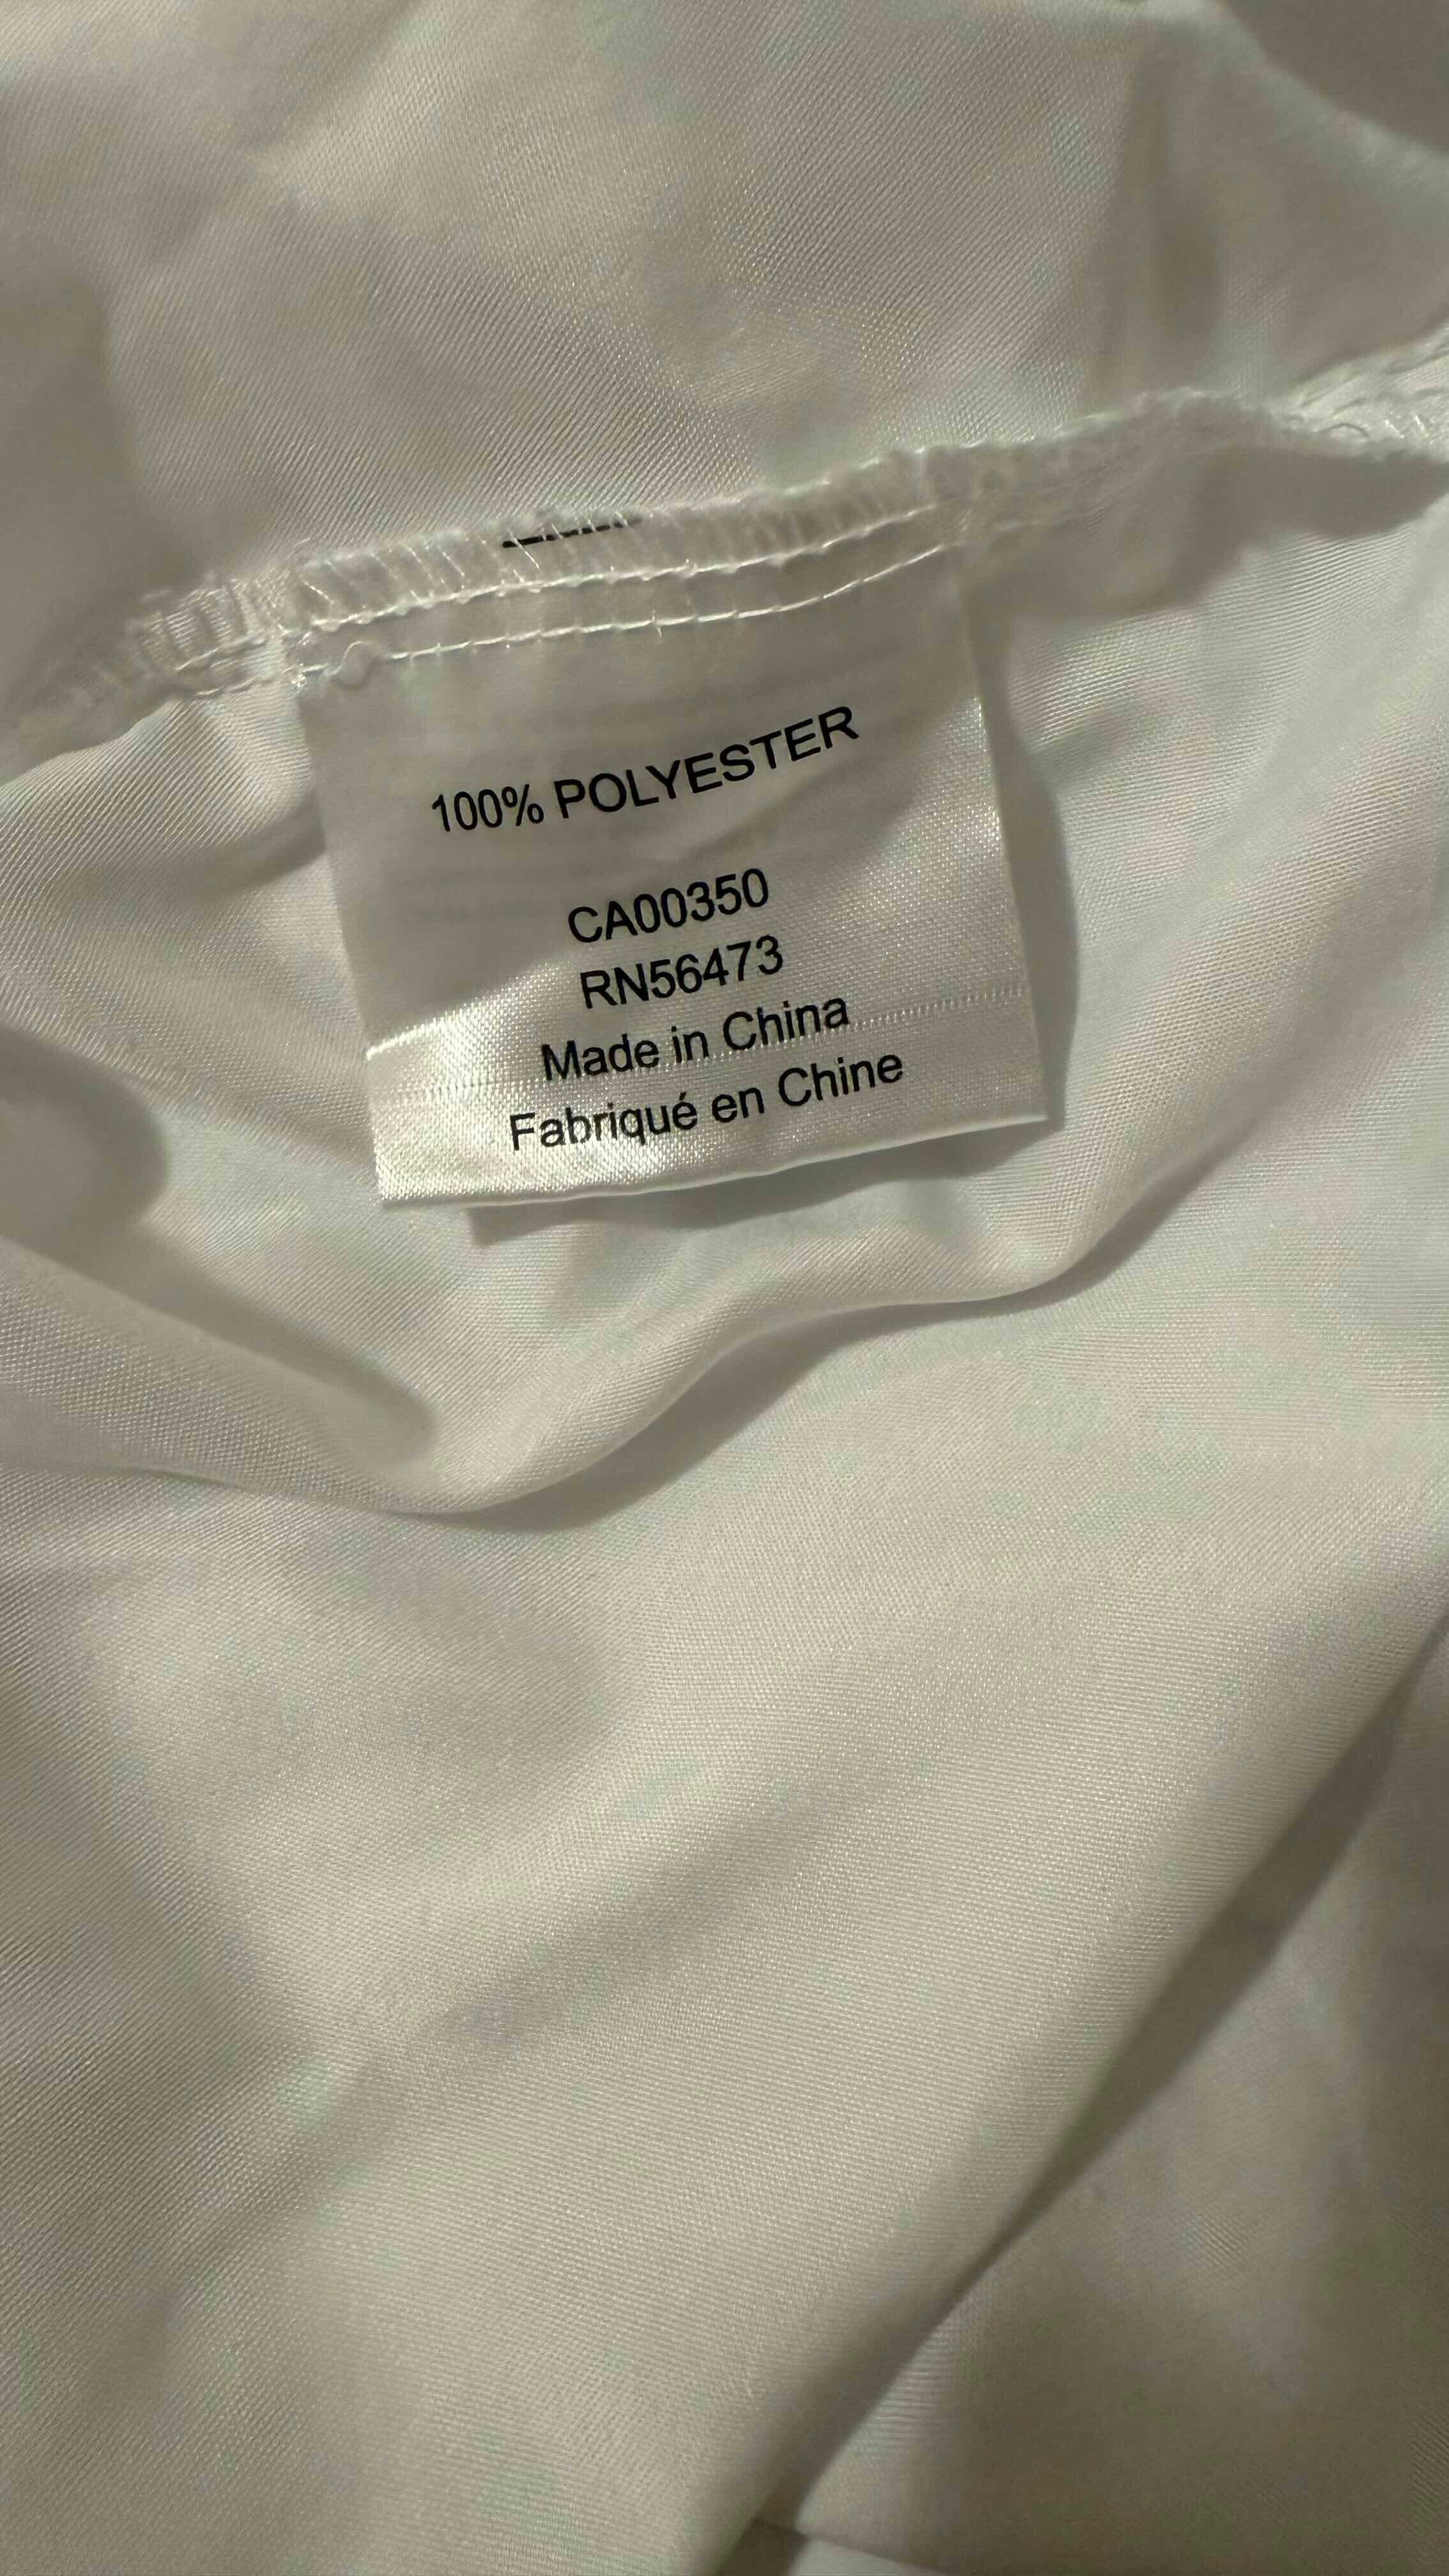 100% POLYESTER
CA00350
RN56473
Made in China
Fabriqué en Chine